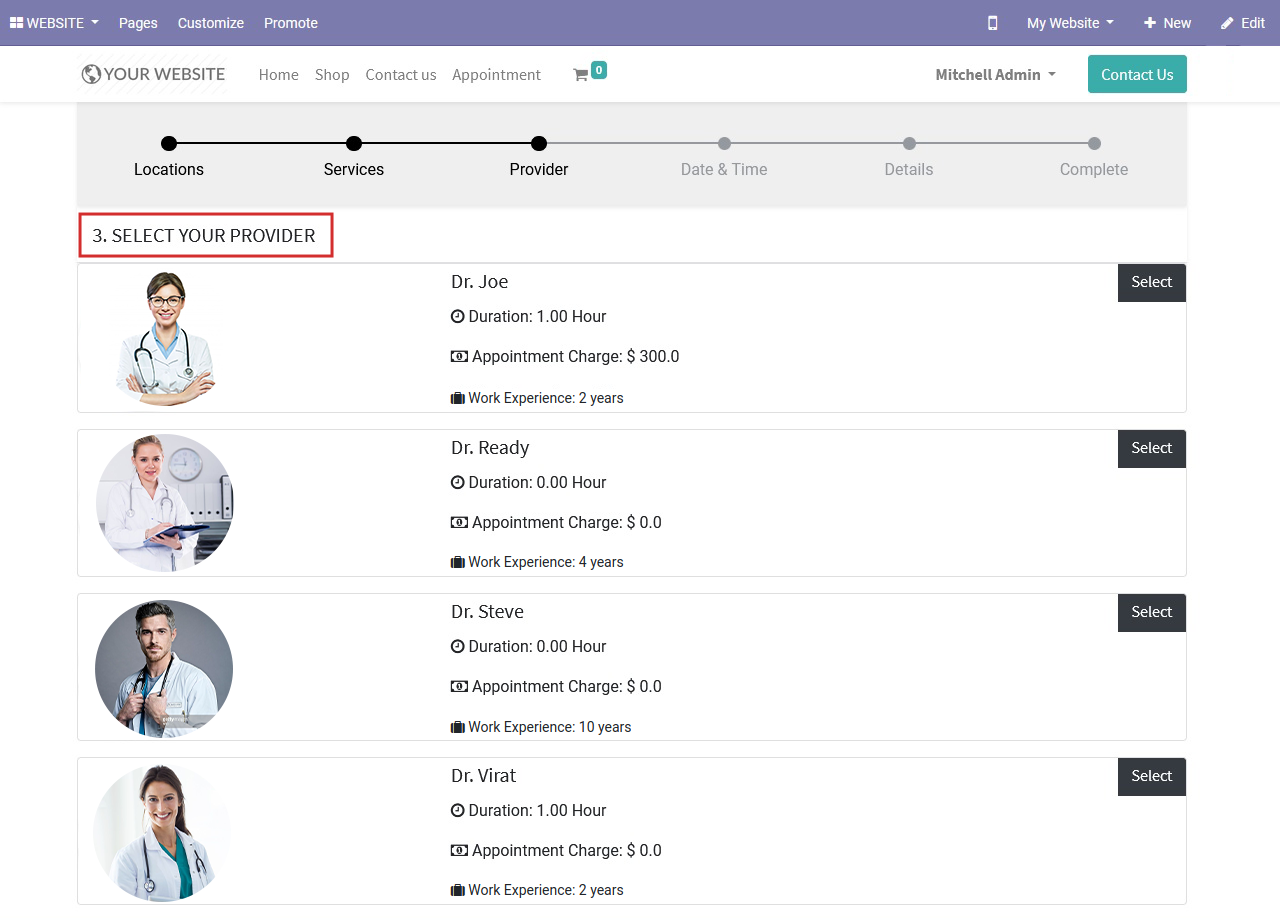 WEBSITE Pages Customize Promote My Website New Edit
YOUR WEBSITE Home Shop Contact us Appointment 0 Mitchell Admin Contact Us
Locations Services Provider Date & Time Details Complete
3. SELECT YOUR PROVIDER
Dr. Joe Select
Duration: 1.00 Hour
Appointment Charge: $ 300.0
Work Experience: 2 years
Dr. Ready Select
Duration: 0.00 Hour
Appointment Charge: $ 0.0
Work Experience: 4 years
Dr. Steve Select
Duration: 0.00 Hour
Appointment Charge: $ 0.0
Work Experience: 10 years
Dr. Virat Select
Duration: 1.00 Hour
Appointment Charge: $ 0.0
Work Experience: 2 years